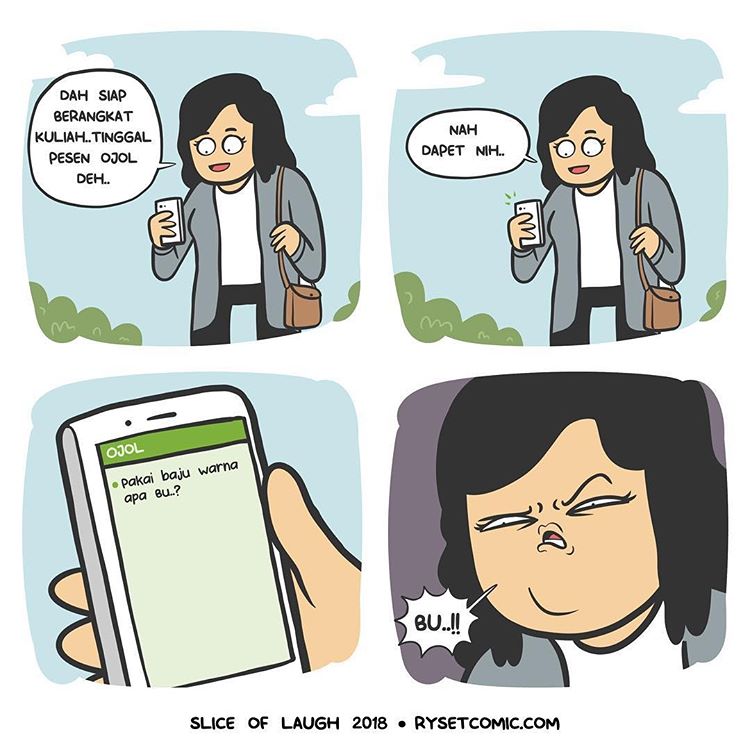 DAH SIAP
BERANGKAT
KULIAH..TINGGAL
PESEN OJOL
DEH..
NAH
DAPET NIH..
OJOL
• Pakai baju warna
apa BU..?
BU..!!
SLICE OF LAUGH 2018 • RYSETCOMIC.COM